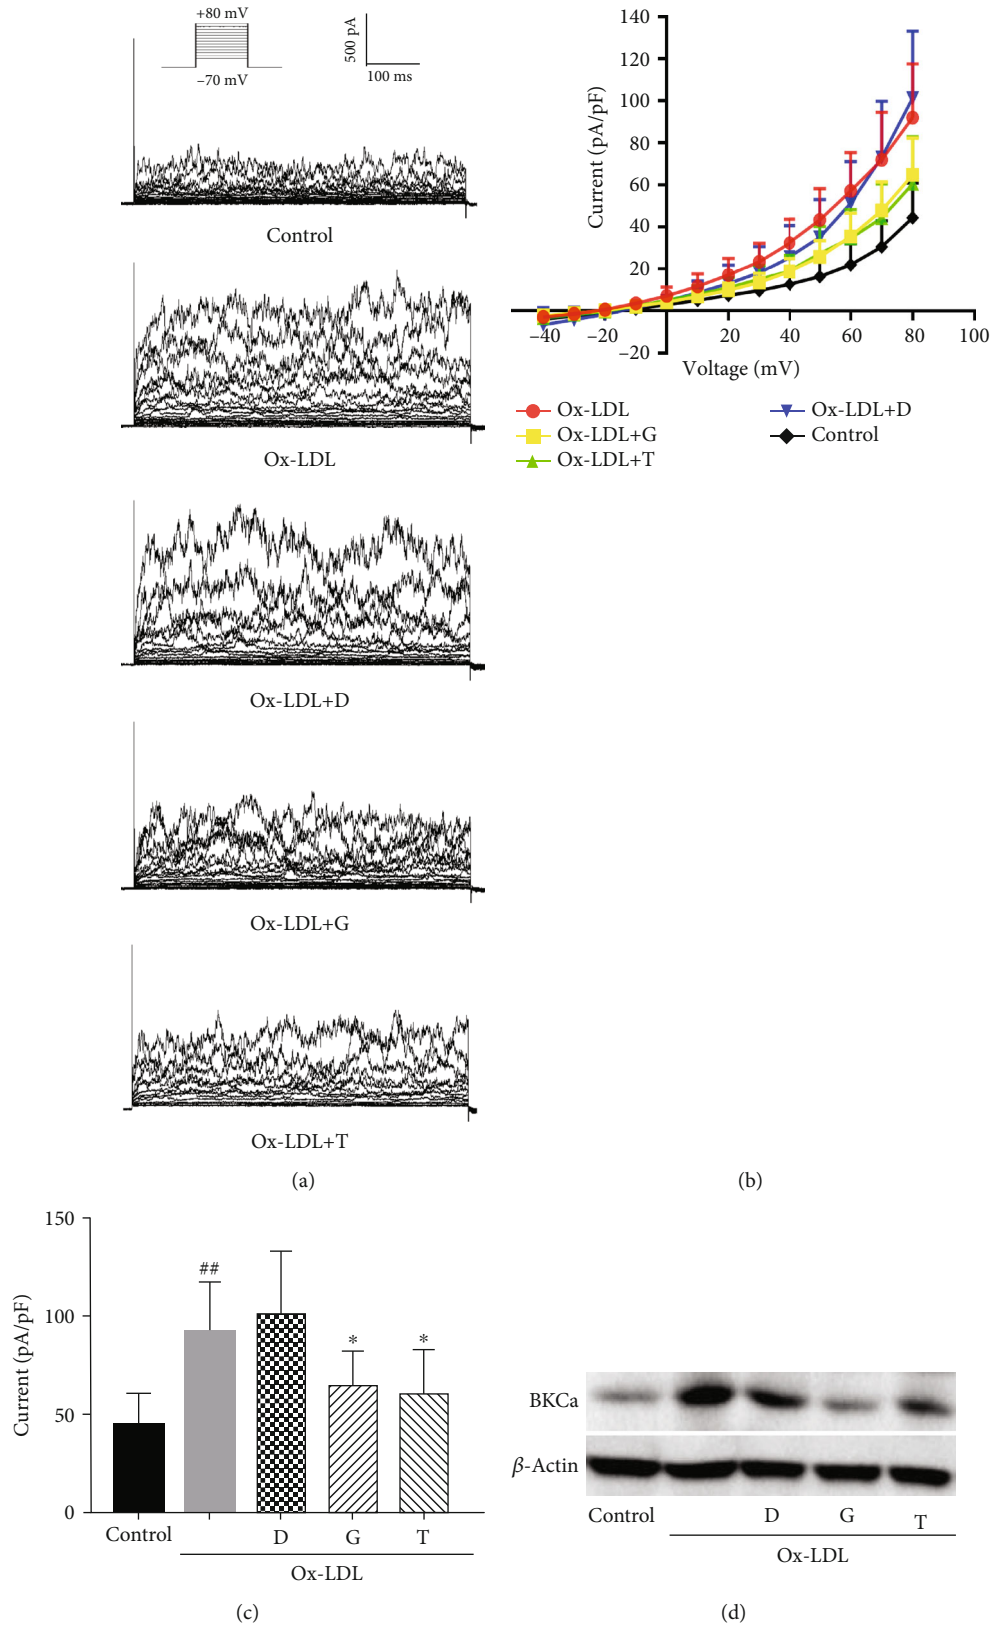 +80 mV
−70 mV
500 pA
100 ms
Control
Ox-LDL
Ox-LDL+D
Ox-LDL+G
Ox-LDL+T
(a)
Current (pA/pF)
140
120
100
80
60
40
20
−20
−40
−20
20
40
60
80
100
Voltage (mV)
Ox-LDL
Ox-LDL+G
Ox-LDL+T
Ox-LDL+D
Control
(b)
Current (pA/pF)
150
100
50
0
##
*
*
Control
D
G
T
Ox-LDL
(c)
BKCa
β-Actin
Control
D
G
T
Ox-LDL
(d)